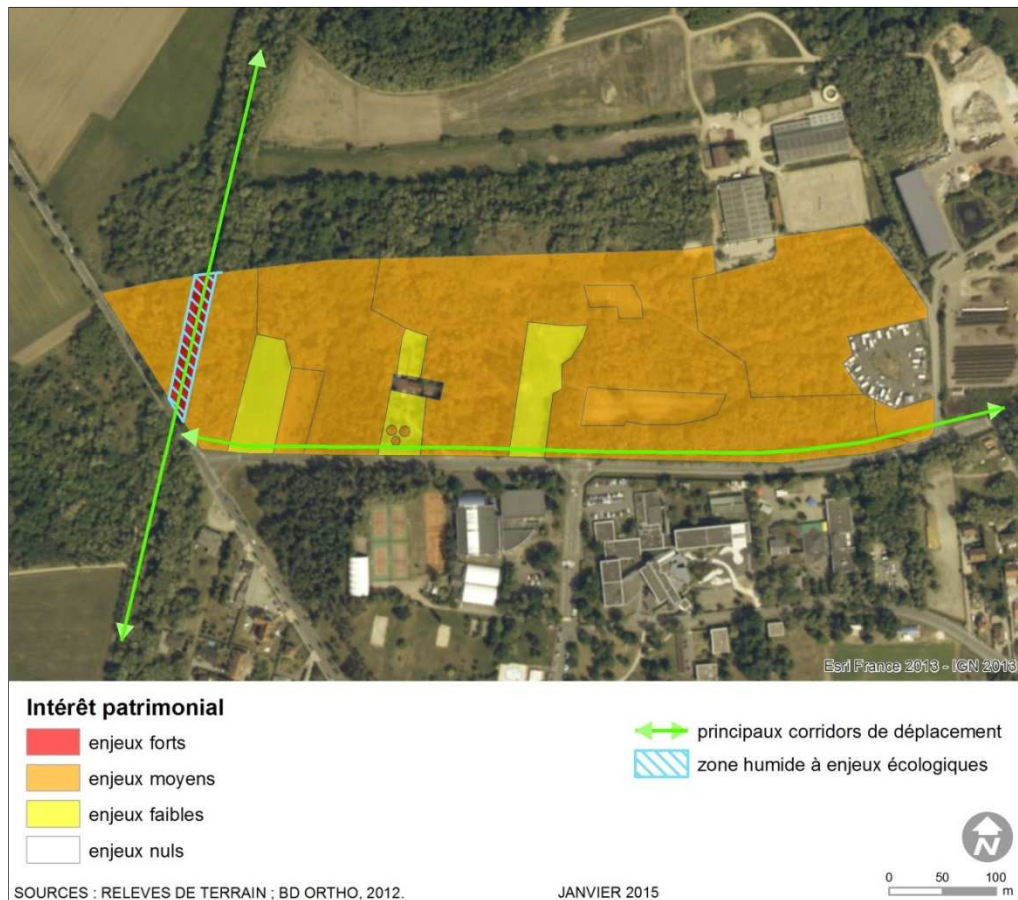 Esri France 2013 - IGN 2013
Intérêt patrimonial
enjeux forts
enjeux moyens
enjeux faibles
enjeux nuls
principaux corridors de déplacement
zone humide à enjeux écologiques
N
0 50 100
m
SOURCES : RELEVES DE TERRAIN ; BD ORTHO, 2012.
JANVIER 2015